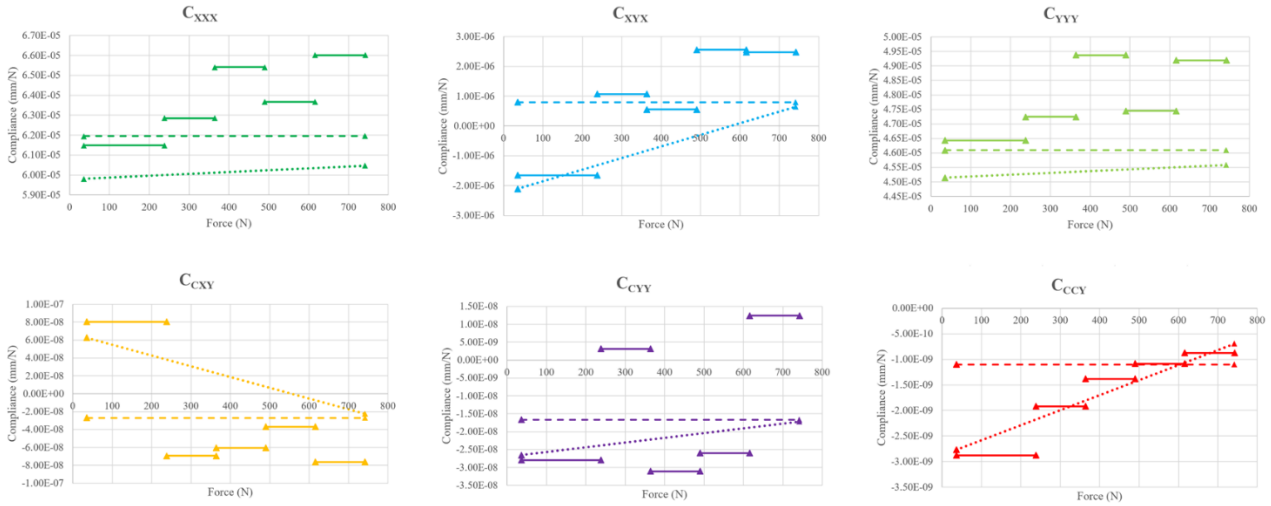 C_XXX
Compliance (mm/N)
6.70E-05
6.60E-05
6.50E-05
6.40E-05
6.30E-05
6.20E-05
6.10E-05
6.00E-05
5.90E-05
0 100 200 300 400 500 600 700 800
Force (N)
C_XYX
Compliance (mm/N)
3.00E-06
2.00E-06
1.00E-06
0.00E+00
-1.00E-06
-2.00E-06
-3.00E-06
0 100 200 300 400 500 600 700 800
Force (N)
C_YYY
Compliance (mm/N)
5.00E-05
4.95E-05
4.90E-05
4.85E-05
4.80E-05
4.75E-05
4.70E-05
4.65E-05
4.60E-05
4.55E-05
4.50E-05
4.45E-05
0 100 200 300 400 500 600 700 800
Force (N)
C_CXY
Compliance (mm/N)
1.00E-07
8.00E-08
6.00E-08
4.00E-08
2.00E-08
0.00E+00
-2.00E-08
-4.00E-08
-6.00E-08
-8.00E-08
-1.00E-07
0 100 200 300 400 500 600 700 800
Force (N)
C_CYY
Compliance (mm/N)
1.50E-08
1.00E-08
5.00E-09
0.00E+00
-5.00E-09
-1.00E-08
-1.50E-08
-2.00E-08
-2.50E-08
-3.00E-08
-3.50E-08
0 100 200 300 400 500 600 700 800
Force (N)
C_CCY
Compliance (mm/N)
0.00E+00
-5.00E-10
-1.00E-09
-1.50E-09
-2.00E-09
-2.50E-09
-3.00E-09
-3.50E-09
0 100 200 300 400 500 600 700 800
Force (N)